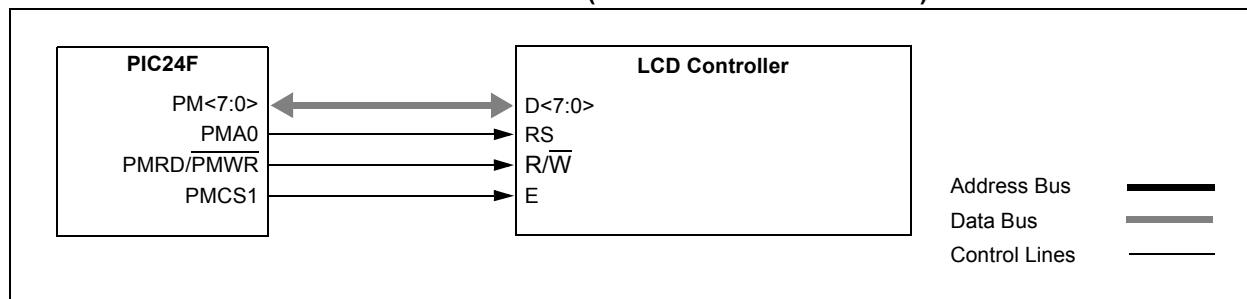 PIC24F
PM<7:0>
PMA0
PMRD/PMWR
PMCS1
LCD Controller
D<7:0>
RS
R/W
E
Address Bus
Data Bus
Control Lines